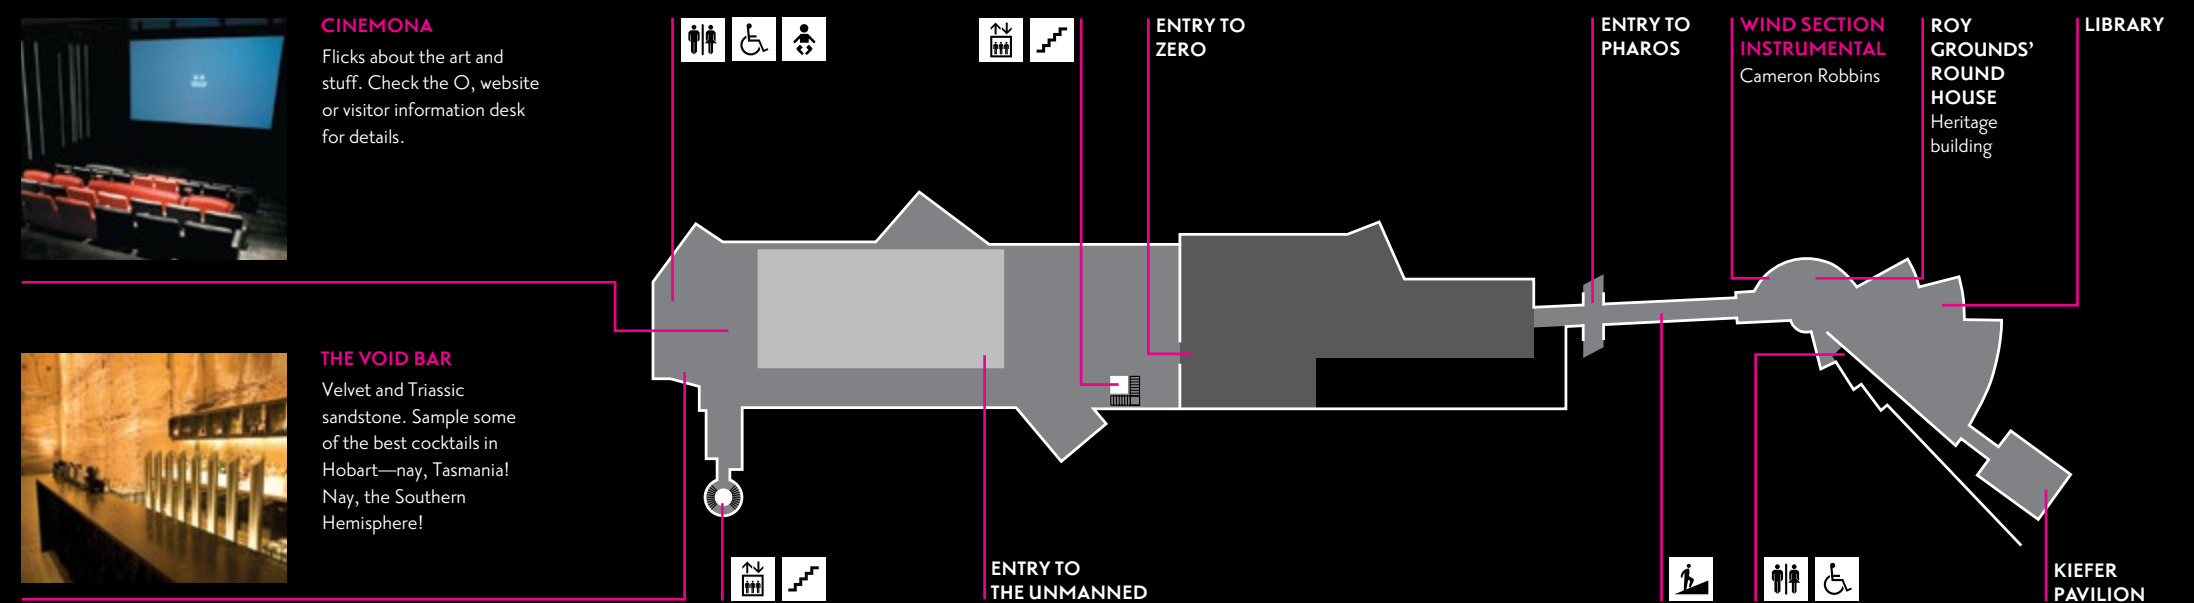 CINEMONA
Flicks about the art and
stuff. Check the O, website
or visitor information desk
for details.
THE VOID BAR
Velvet and Triassic
sandstone. Sample some
of the best cocktails in
Hobart—nay, Tasmania!
Nay, the Southern
Hemisphere!
ENTRY TO
ZERO
ENTRY TO
PHAROS
WIND SECTION
INSTRUMENTAL
Cameron Robbins
ROY
GROUNDS’
ROUND
HOUSE
Heritage
building
LIBRARY
ENTRY TO
THE UNMANNED
KIEFER
PAVILION